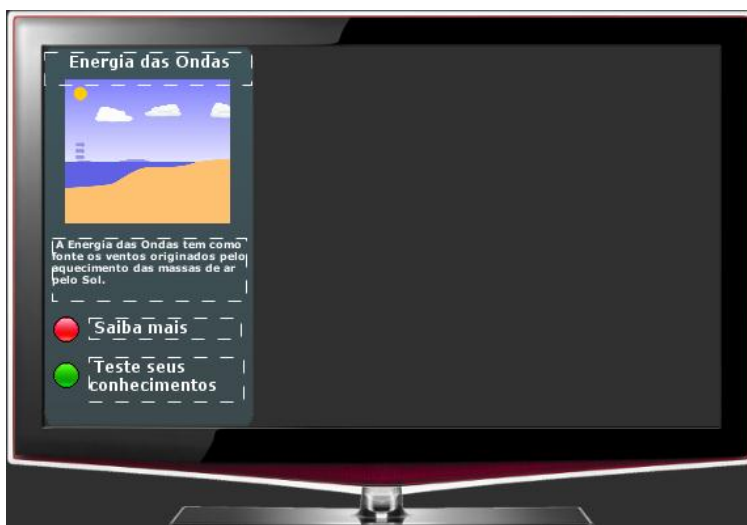 Energia das Ondas
A Energia das Ondas tem como
fonte os ventos originados pelo
aquecimento das massas de ar
pelo Sol.
Saiba mais
Teste seus
conhecimentos